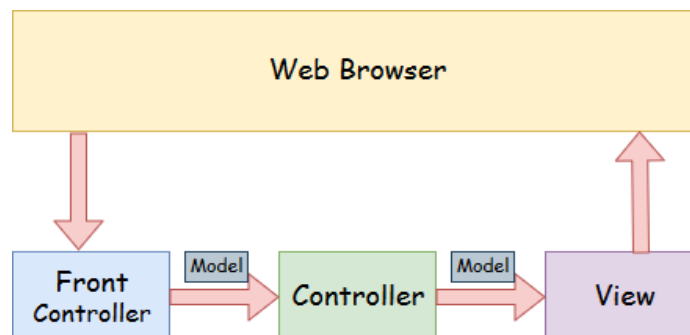 Web Browser
Model
Model
Front
Controller
Controller
View